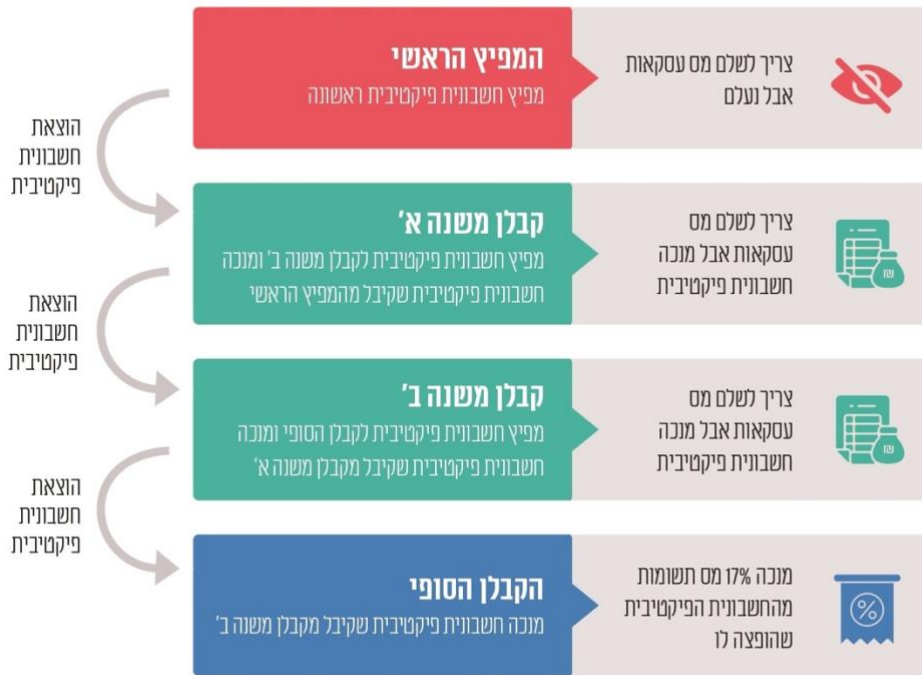 המפיץ הראשי
מפיץ חשבונית פיקטיבית ראשונה
צריך לשלם מס עסקאות
אבל נעלם
הוצאת
חשבונית
פיקטיבית
קבלן משנה א'
מפיץ חשבונית פיקטיבית לקבלן משנה ב' ומנכה
חשבונית פיקטיבית שקיבל מהמפיץ הראשי
צריך לשלם מס
עסקאות אבל מנכה
חשבונית פיקטיבית
הוצאת
חשבונית
פיקטיבית
קבלן משנה ב'
מפיץ חשבונית פיקטיבית לקבלן הסופי ומנכה
חשבונית פיקטיבית שקיבל מקבלן משנה א'
צריך לשלם מס
עסקאות אבל מנכה
חשבונית פיקטיבית
הוצאת
חשבונית
פיקטיבית
הקבלן הסופי
מנכה חשבונית פיקטיבית שקיבל מקבלן משנה ב'
מנכה 17% מס תשומות
מהחשבונית הפיקטיבית
שהופצה לו